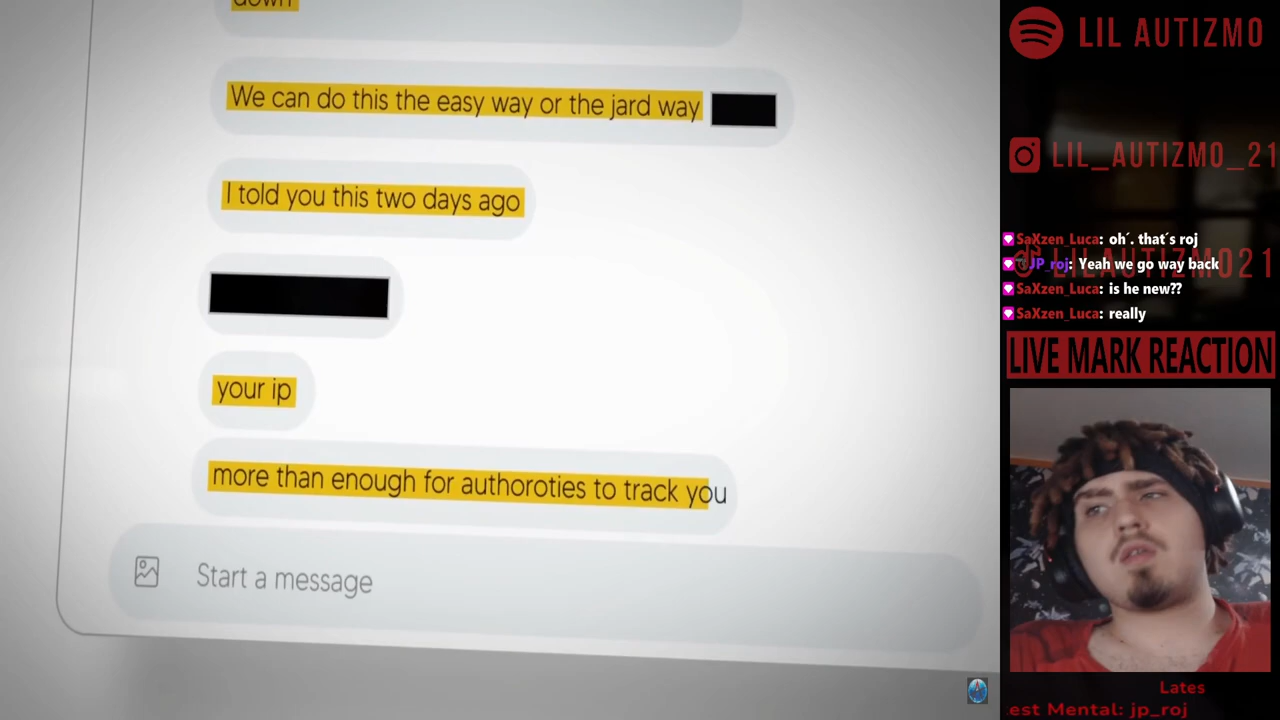 down
We can do this the easy way or the jard way
I told you this two days ago
your ip
more than enough for authoroties to track you
Start a message
LIL AUTIZMO
LIL_AUTIZMO_21
SaXzen_Luca: oh´. that´s roj
JP_roj: Yeah we go way back
LILAUTIZMO21
SaXzen_Luca: is he new??
SaXzen_Luca: really
LIVE MARK REACTION
Lates
est Mental: jp_roj